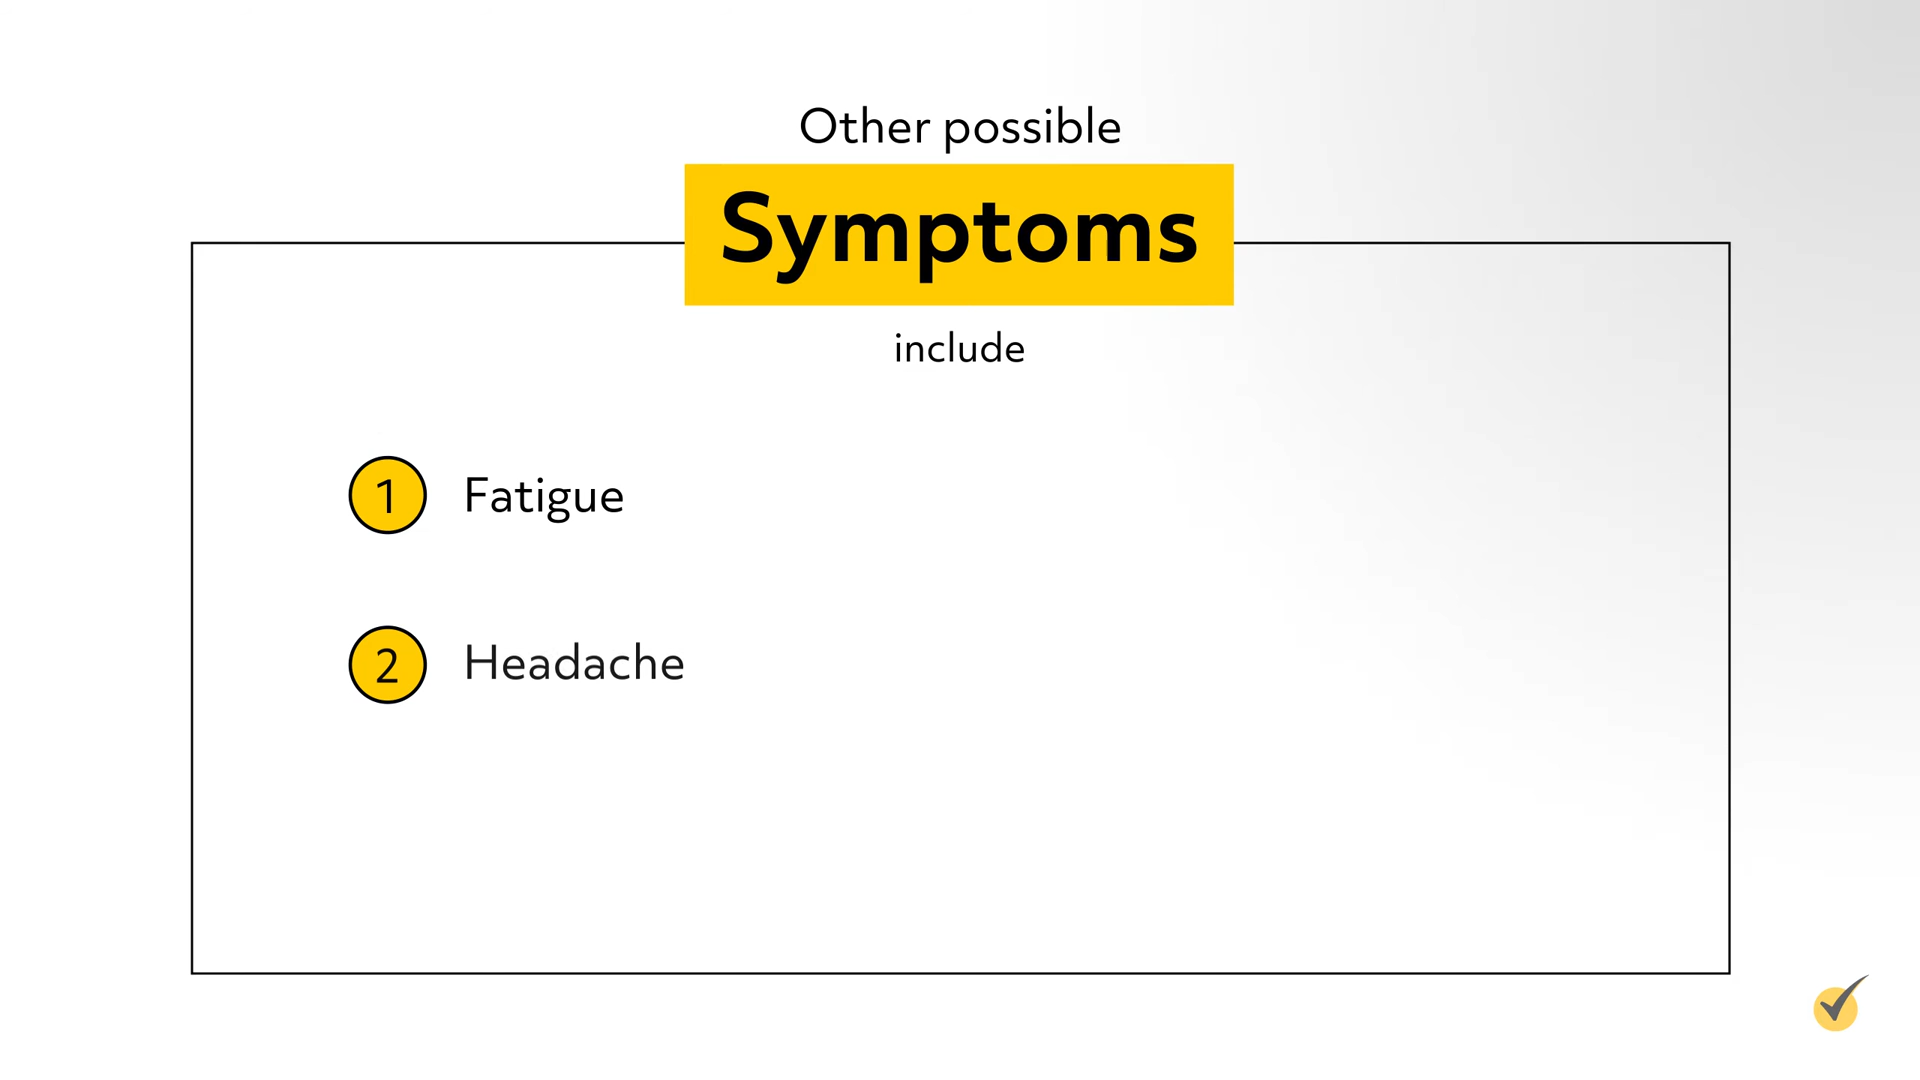 Other possible
Symptoms
include
1 Fatigue
2 Headache